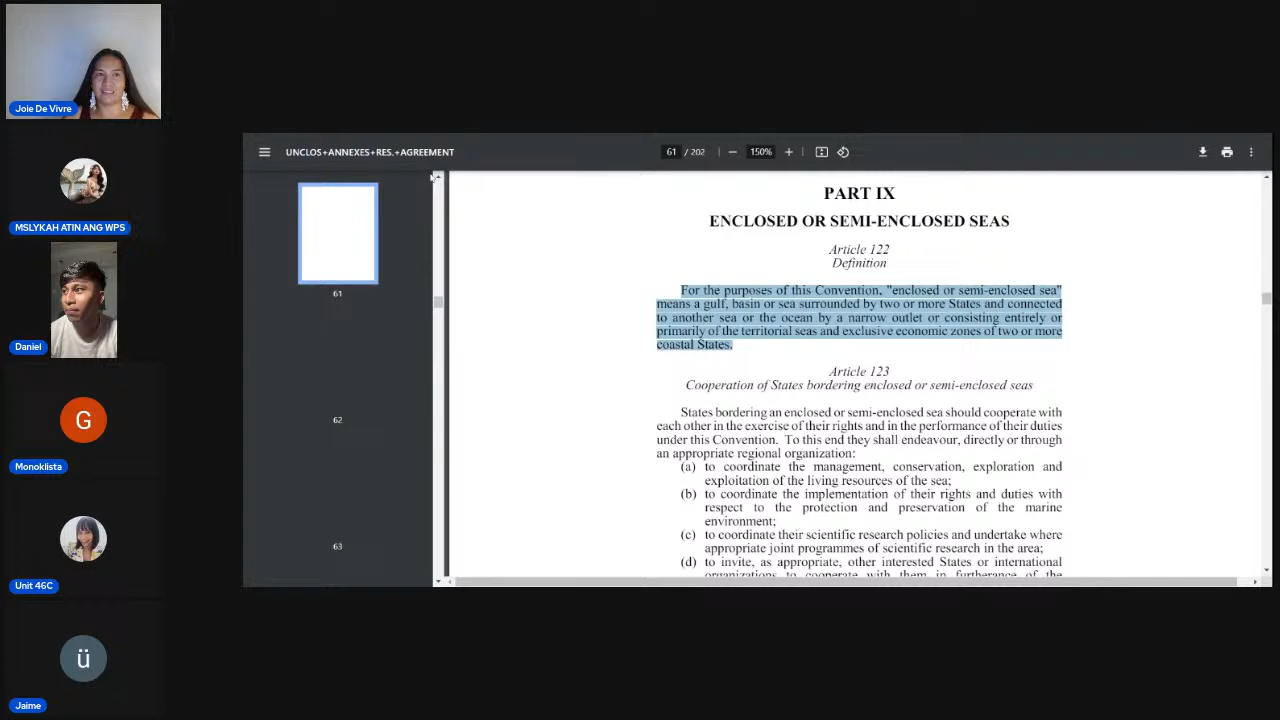 Joie De Vivre
MSLYKAH ATIN ANG WPS
Daniel
G
Monoklista
Unit 46C
ü
Jaime
UNCLOS+ANNEXES+RES.+AGREEMENT
61 / 202
150%
61
62
63
PART IX
ENCLOSED OR SEMI-ENCLOSED SEAS
Article 122
Definition
For the purposes of this Convention, "enclosed or semi-enclosed sea"
means a gulf, basin or sea surrounded by two or more States and connected
to another sea or the ocean by a narrow outlet or consisting entirely or
primarily of the territorial seas and exclusive economic zones of two or more
coastal States.
Article 123
Cooperation of States bordering enclosed or semi-enclosed seas
States bordering an enclosed or semi-enclosed sea should cooperate with
each other in the exercise of their rights and in the performance of their duties
under this Convention. To this end they shall endeavour, directly or through
an appropriate regional organization:
(a) to coordinate the management, conservation, exploration and
exploitation of the living resources of the sea;
(b) to coordinate the implementation of their rights and duties with
respect to the protection and preservation of the marine
environment;
(c) to coordinate their scientific research policies and undertake where
appropriate joint programmes of scientific research in the area;
(d) to invite, as appropriate, other interested States or international
organizations to cooperate with them in furtherance of the